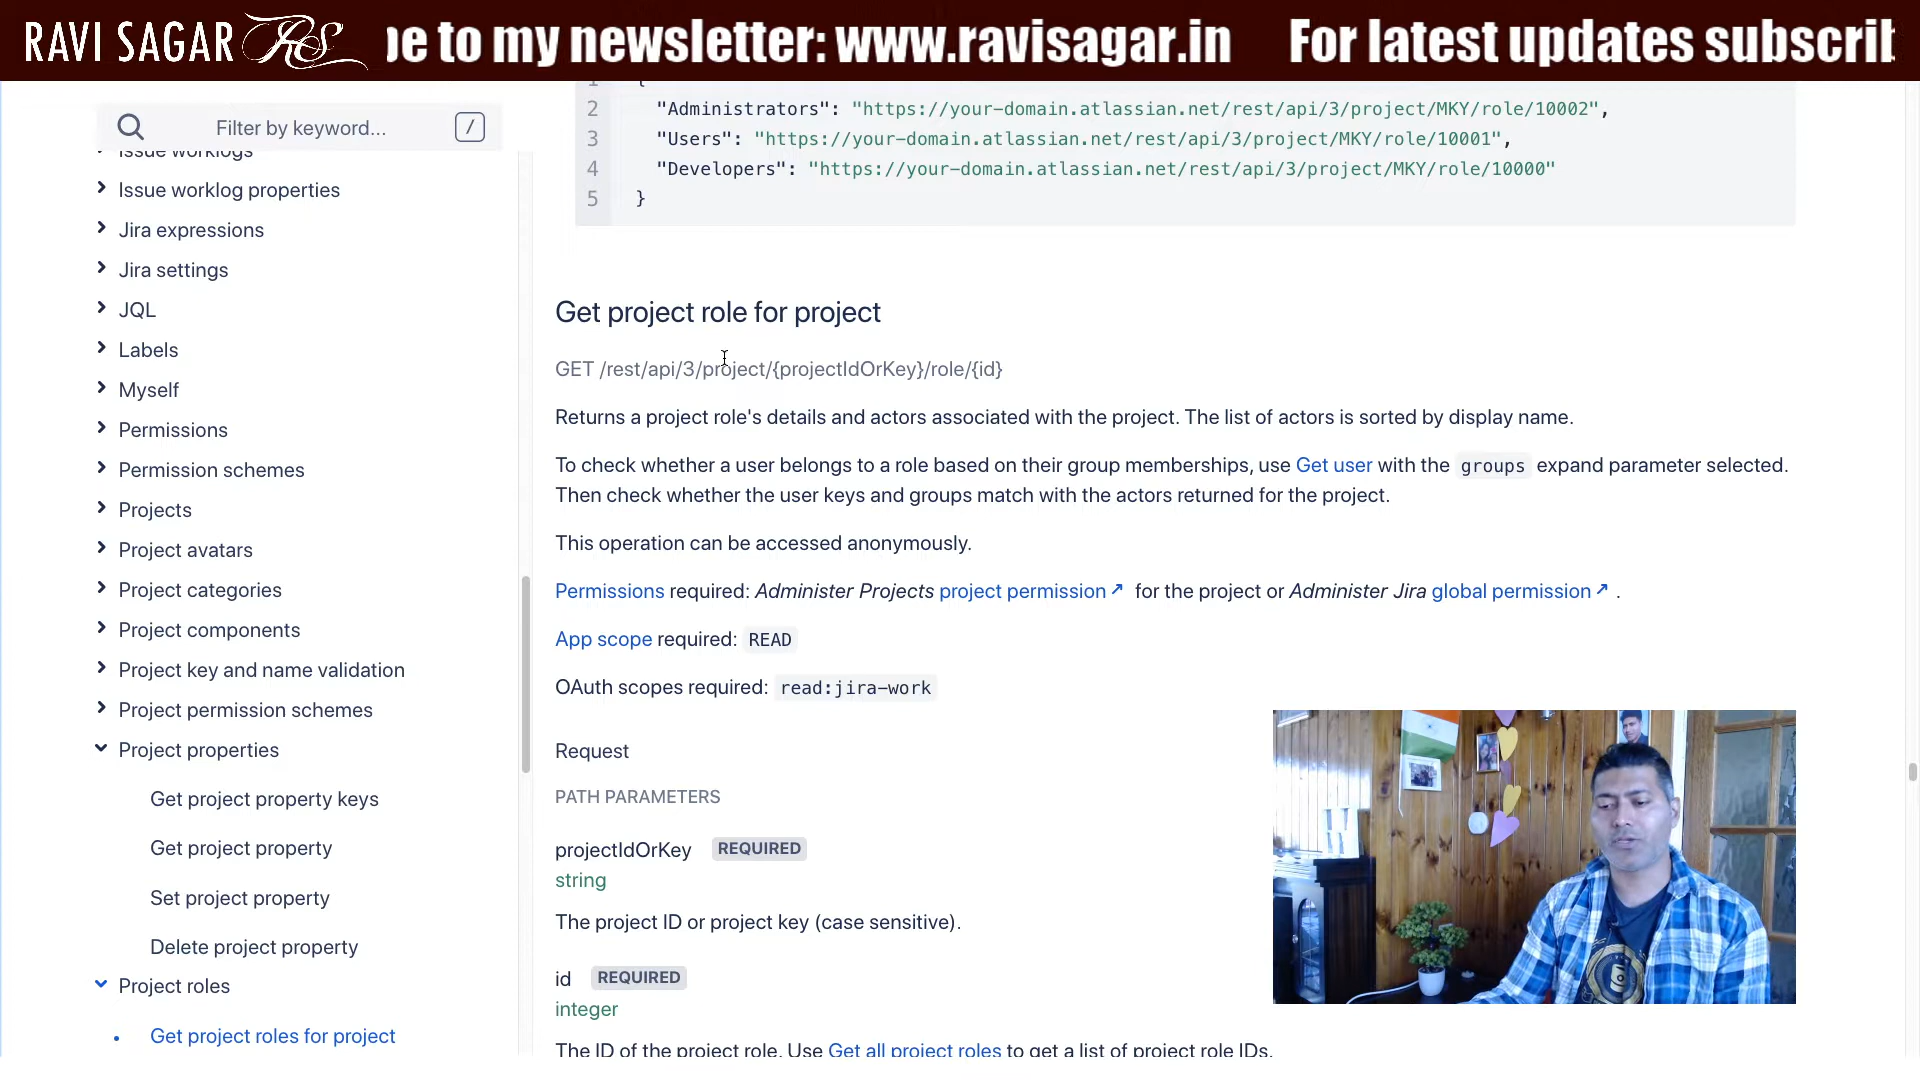 RAVI SAGAR RS
be to my newsletter: www.ravisagar.in For latest updates subscrib
Filter by keyword... /
Issue worklogs
Issue worklog properties
Jira expressions
Jira settings
JQL
Labels
Myself
Permissions
Permission schemes
Projects
Project avatars
Project categories
Project components
Project key and name validation
Project permission schemes
Project properties
Get project property keys
Get project property
Set project property
Delete project property
Project roles
Get project roles for project
1 {
2 "Administrators": "https://your-domain.atlassian.net/rest/api/3/project/MKY/role/10002",
3 "Users": "https://your-domain.atlassian.net/rest/api/3/project/MKY/role/10001",
4 "Developers": "https://your-domain.atlassian.net/rest/api/3/project/MKY/role/10000"
5 }
Get project role for project
GET /rest/api/3/project/{projectIdOrKey}/role/{id}
Returns a project role's details and actors associated with the project. The list of actors is sorted by display name.
To check whether a user belongs to a role based on their group memberships, use Get user with the groups expand parameter selected.
Then check whether the user keys and groups match with the actors returned for the project.
This operation can be accessed anonymously.
Permissions required: Administer Projects project permission for the project or Administer Jira global permission .
App scope required: READ
OAuth scopes required: read:jira-work
Request
PATH PARAMETERS
projectIdOrKey REQUIRED
string
The project ID or project key (case sensitive).
id REQUIRED
integer
The ID of the project role. Use Get all project roles to get a list of project role IDs.